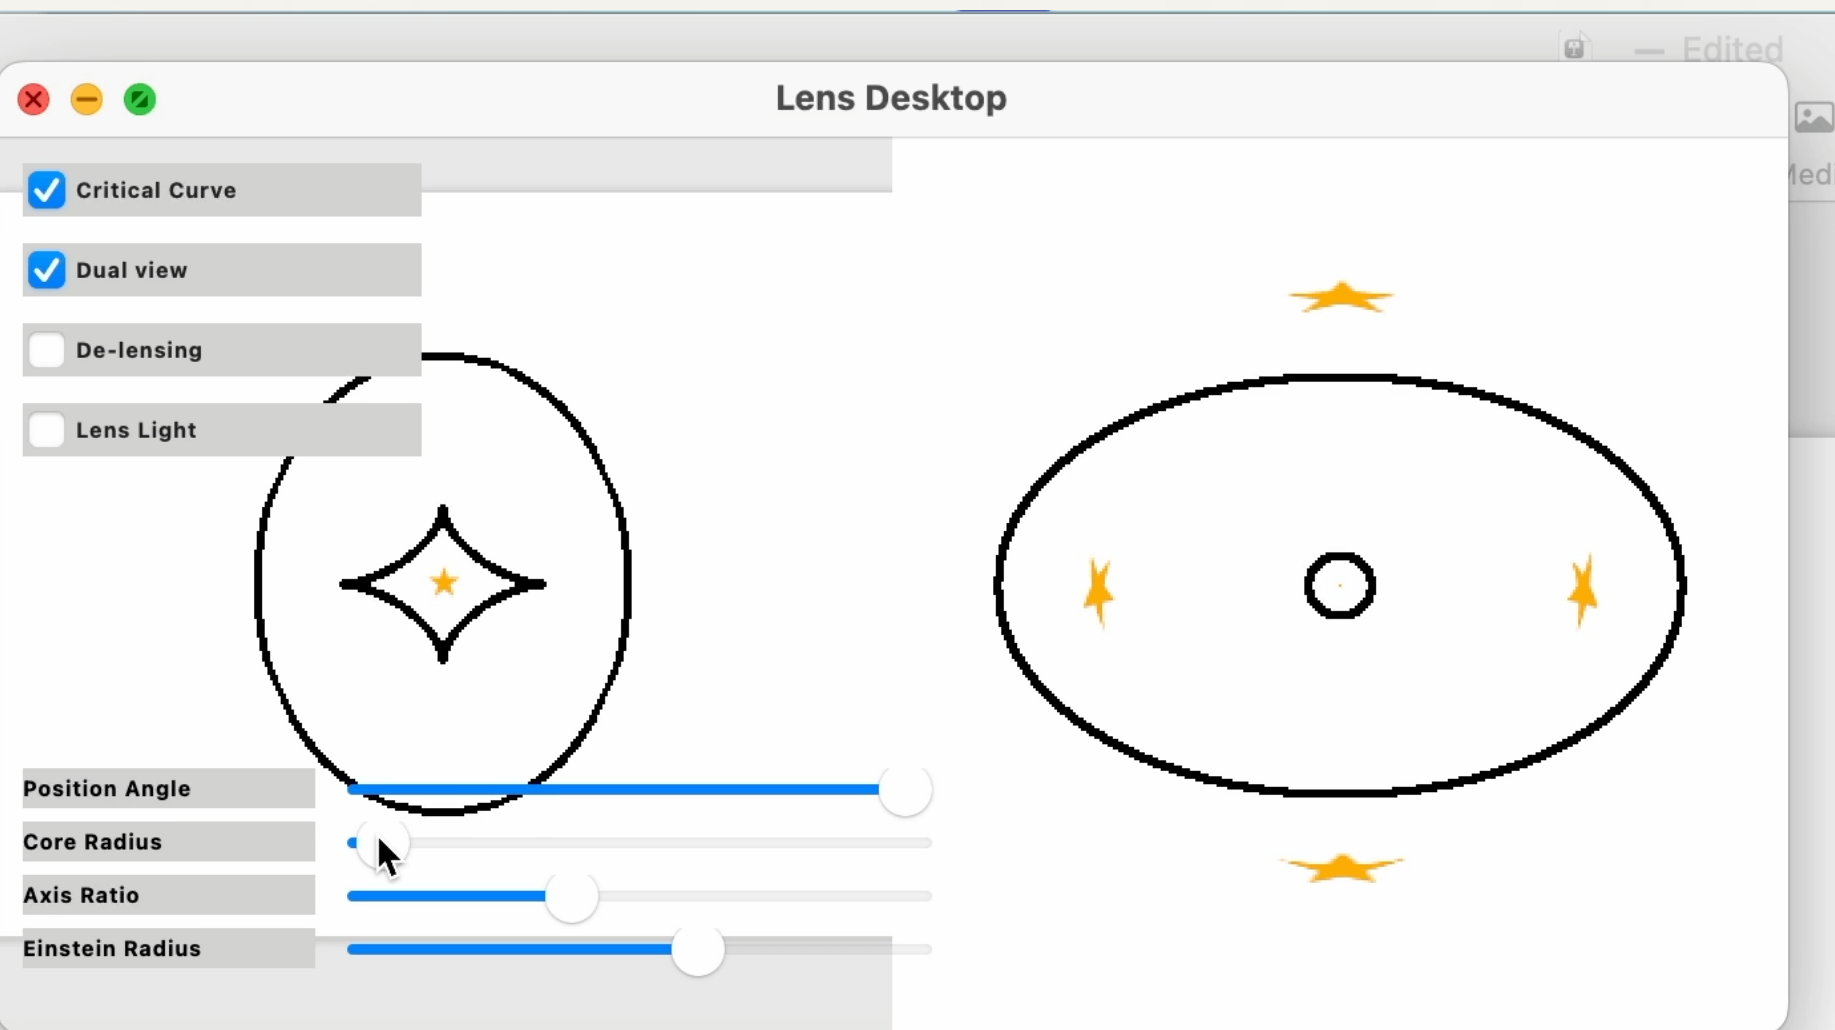 Edited
Lens Desktop
Critical Curve
Dual view
De-lensing
Lens Light
Position Angle
Core Radius
Axis Ratio
Einstein Radius